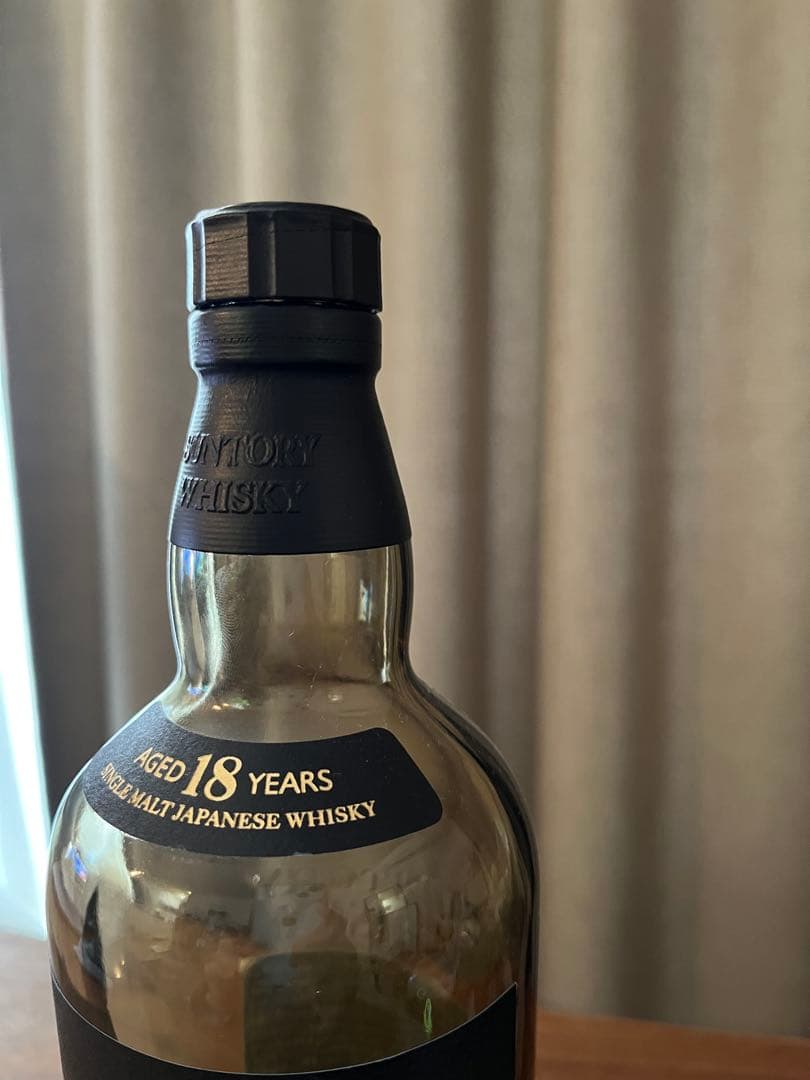 SUNTORY
WHISKY
AGED 18 YEARS
SINGLE MALT JAPANESE WHISKY